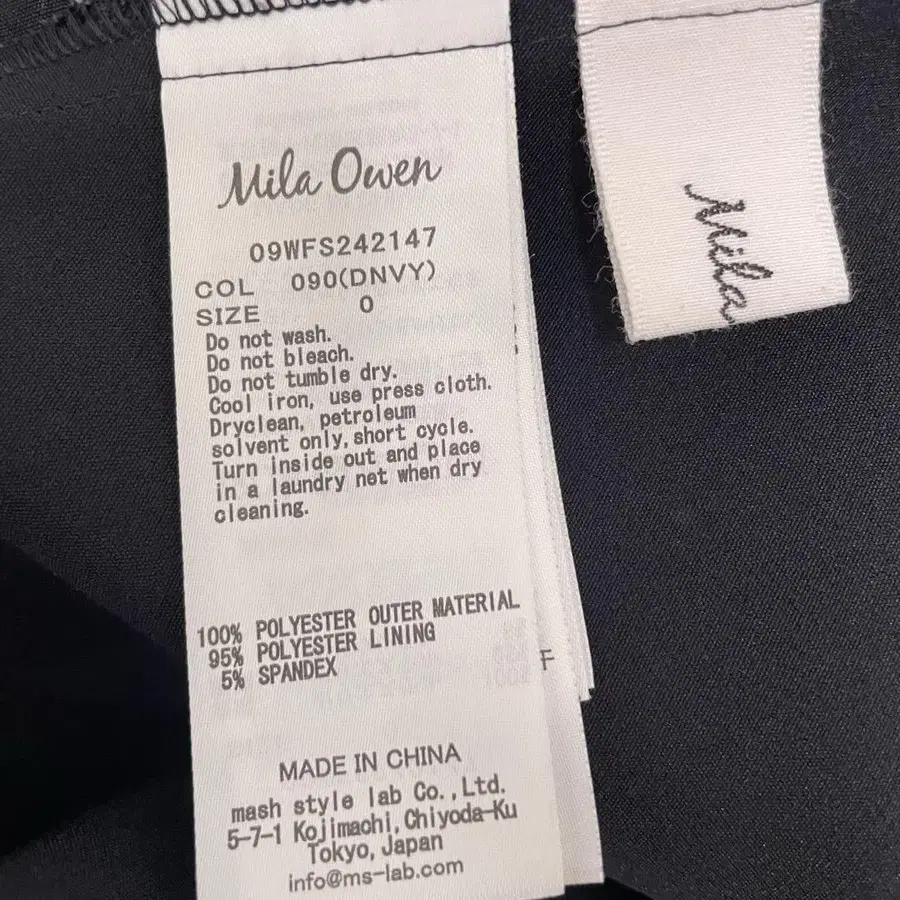 Mila Owen
09WFS242147
COL 090(DNVY)
SIZE 0
Do not wash.
Do not bleach.
Do not tumble dry.
Cool iron, use press cloth.
Dryclean, petroleum
solvent only, short cycle.
Turn inside out and place
in a laundry net when dry
cleaning.
100% POLYESTER OUTER MATERIAL
95% POLYESTER LINING
5% SPANDEX
MADE IN CHINA
mash style lab Co.,Ltd.
5-7-1 Kojimachi,Chiyoda-Ku
Tokyo,Japan
info@ms-lab.com
F
Mila